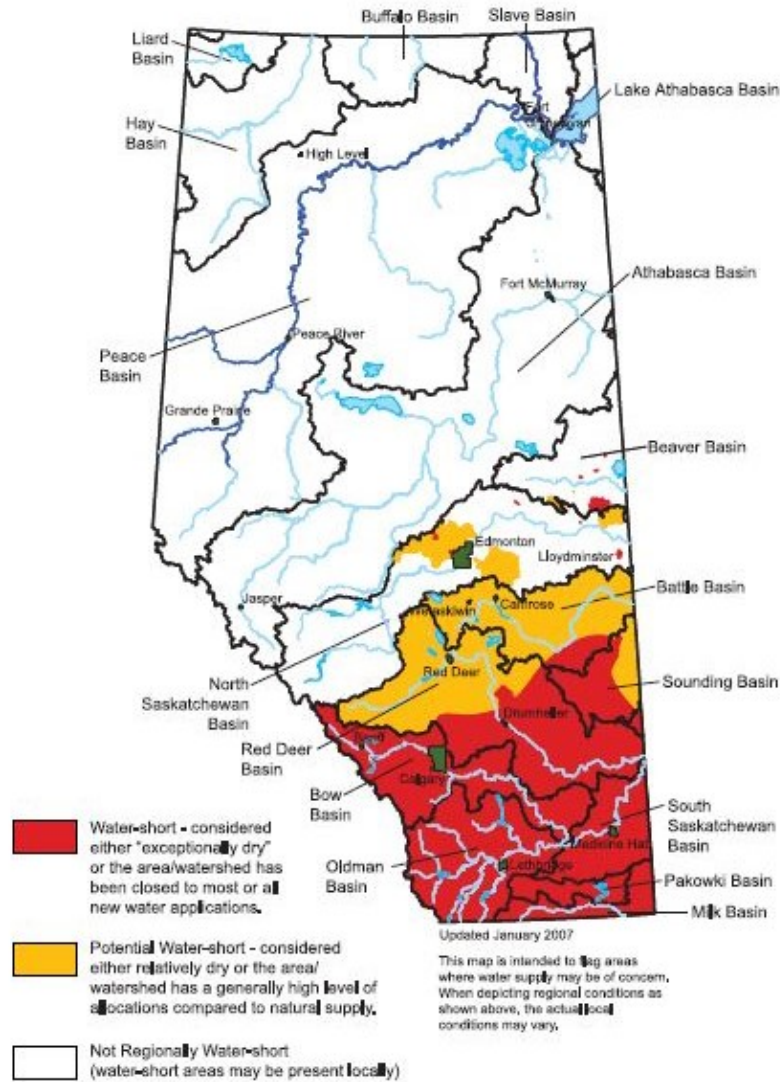 Buffalo Basin
Slave Basin
Liard
Basin
Lake Athabasca Basin
Fort
Hay
Basin
High Level
Fort McMurray
Athabasca Basin
Peace River
Peace
Basin
Grande Prairie
Beaver Basin
Edmonton
Lloydminster
Jasper
Battle Basin
Camrose
North
Saskatchewan
Basin
Red Deer
Sounding Basin
Drumheller
Red Deer
Basin
Calgary
Bow
Basin
South
Saskatchewan
Basin
Medicine Hat
Oldman
Basin
Lethbridge
Pakowki Basin
Milk Basin
Water-short - considered
either "exceptionally dry"
or the area/watershed has
been closed to most or all
new water applications.
Potential Water-short - considered
either relatively dry or the area/
watershed has a generally high level of
allocations compared to natural supply.
Not Regionally Water-short
(water-short areas may be present locally)
Updated January 2007
This map is intended to flag areas
where water supply may be of concern.
When depicting regional conditions as
shown above, the actual local
conditions may vary.